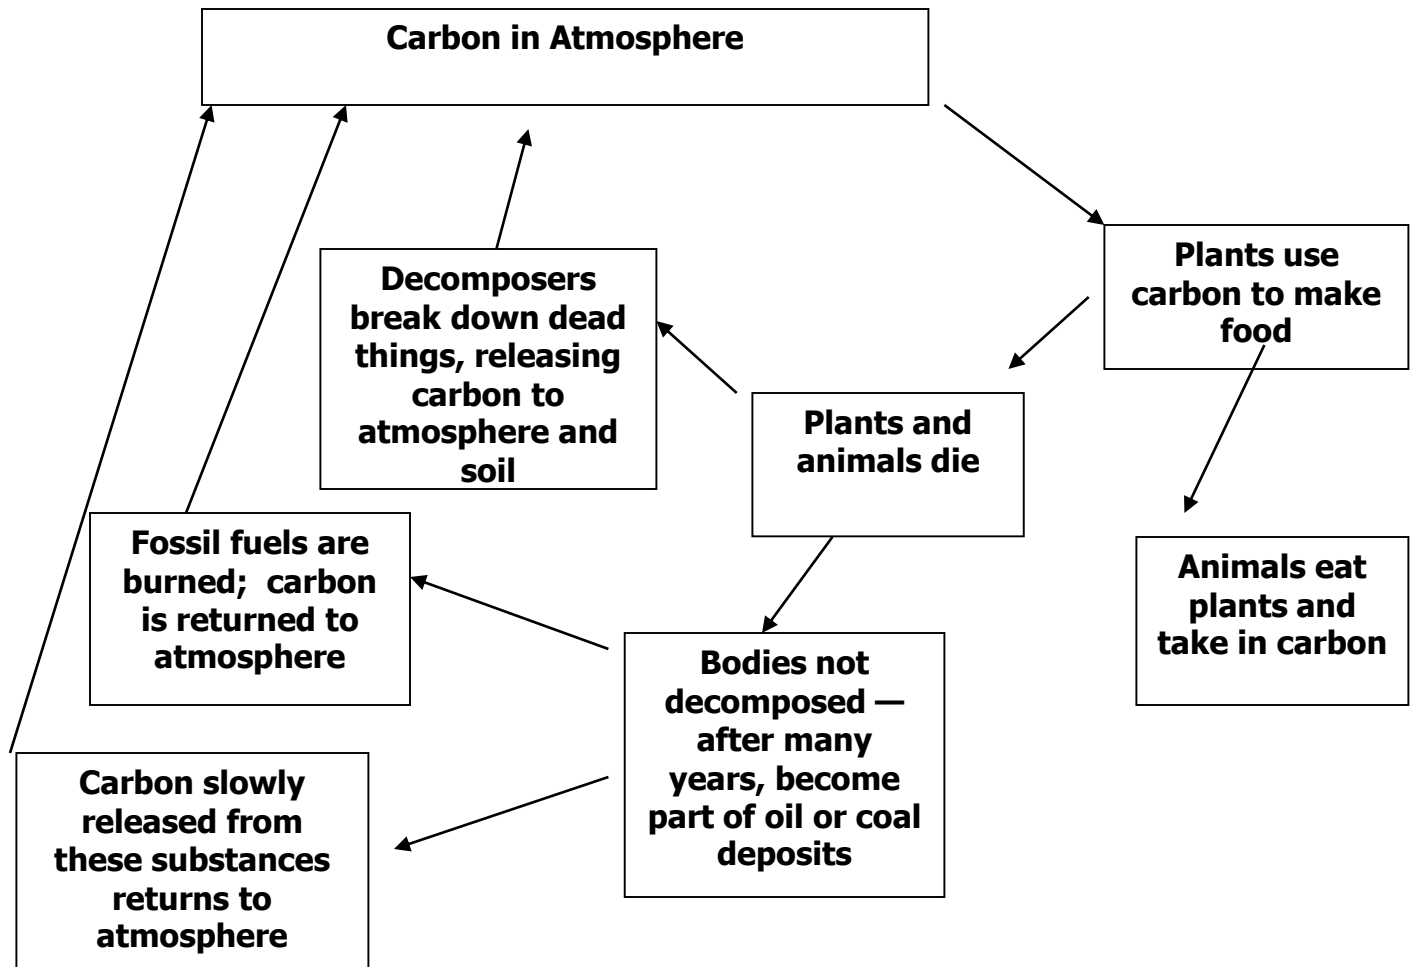 Carbon in Atmosphere
Plants use
carbon to make
food
Decomposers
break down dead
things, releasing
carbon to
atmosphere and
soil
Plants and
animals die
Fossil fuels are
burned;  carbon
is returned to
atmosphere
Animals eat
plants and
take in carbon
Bodies not
decomposed —
after many
years, become
part of oil or coal
deposits
Carbon slowly
released from
these substances
returns to
atmosphere